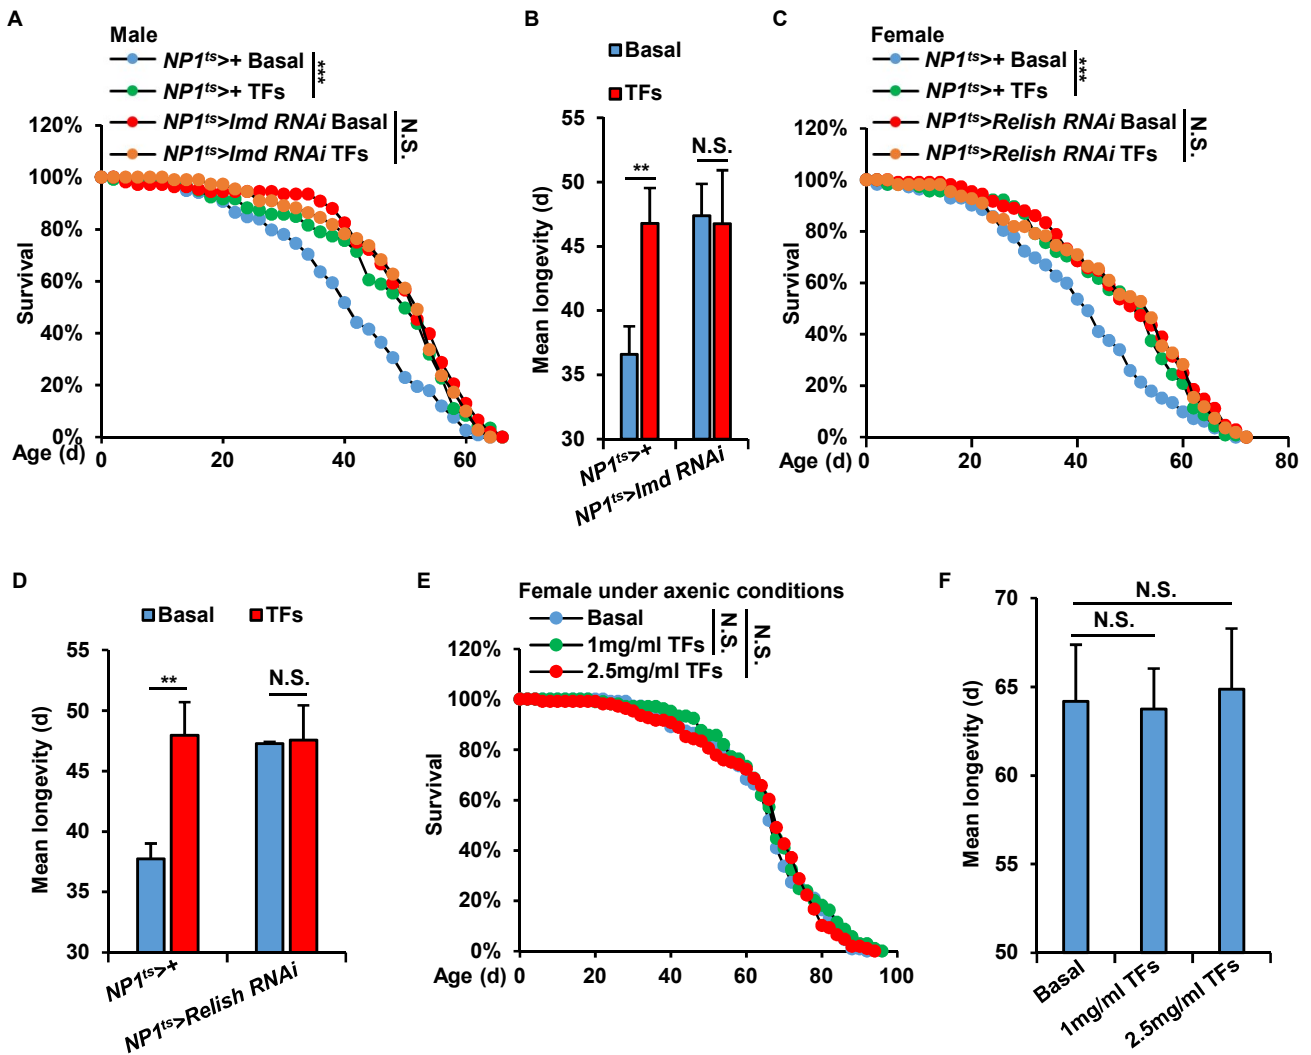 A
Male
NP1ts>+ Basal
NP1ts>+ TFs
***
NP1ts>Imd RNAi Basal
NP1ts>Imd RNAi TFs
N.S.
120%
100%
80%
60%
40%
20%
0%
Survival
Age (d)
0
20
40
60
B
Basal
TFs
55
50
45
40
35
30
Mean longevity (d)
**
N.S.
NP1ts>+
NP1ts>Imd RNAi
C
Female
NP1ts>+ Basal
NP1ts>+ TFs
***
NP1ts>Relish RNAi Basal
NP1ts>Relish RNAi TFs
N.S.
120%
100%
80%
60%
40%
20%
0%
Survival
Age (d)
0
20
40
60
80
D
Basal
TFs
55
50
45
40
35
30
Mean longevity (d)
**
N.S.
NP1ts>+
NP1ts>Relish RNAi
E
Female under axenic conditions
Basal
1mg/ml TFs
2.5mg/ml TFs
N.S.
N.S.
120%
100%
80%
60%
40%
20%
0%
Survival
Age (d)
0
20
40
60
80
100
F
70
65
60
55
50
Mean longevity (d)
N.S.
N.S.
Basal
1mg/ml TFs
2.5mg/ml TFs